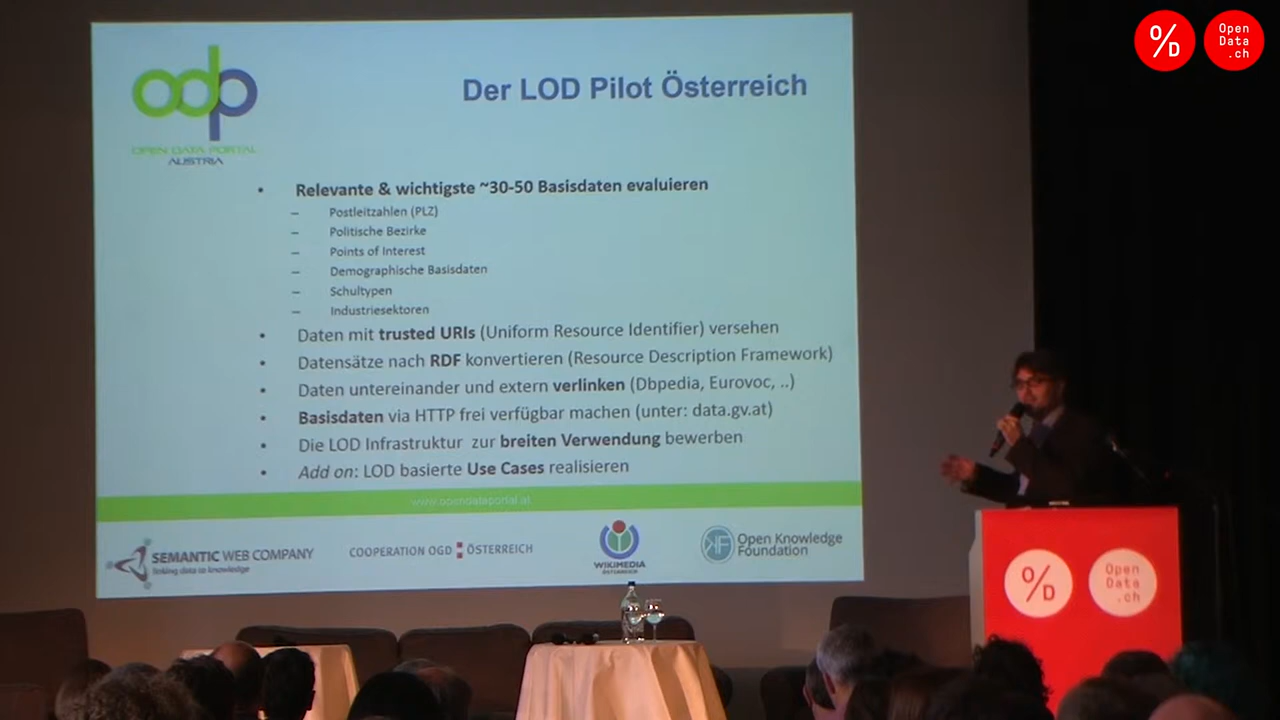 Der LOD Pilot Österreich
odp
OPEN DATA PORTAL
AUSTRIA
• Relevante & wichtigste ~30-50 Basisdaten evaluieren
– Postleitzahlen (PLZ)
– Politische Bezirke
– Points of Interest
– Demographische Basisdaten
– Schultypen
– Industriesektoren
• Daten mit trusted URIs (Uniform Resource Identifier) versehen
• Datensätze nach RDF konvertieren (Resource Description Framework)
• Daten untereinander und extern verlinken (Dbpedia, Eurovoc, ..)
• Basisdaten via HTTP frei verfügbar machen (unter: data.gv.at)
• Die LOD Infrastruktur zur breiten Verwendung bewerben
• Add on: LOD basierte Use Cases realisieren
www.opendataportal.at
SEMANTIC WEB COMPANY
linking data to knowledge
COOPERATION OGD ÖSTERREICH
WIKIMEDIA
ÖSTERREICH
KF
Open Knowledge
Foundation
%D
Open
Data
.ch
%D
Open
Data
.ch